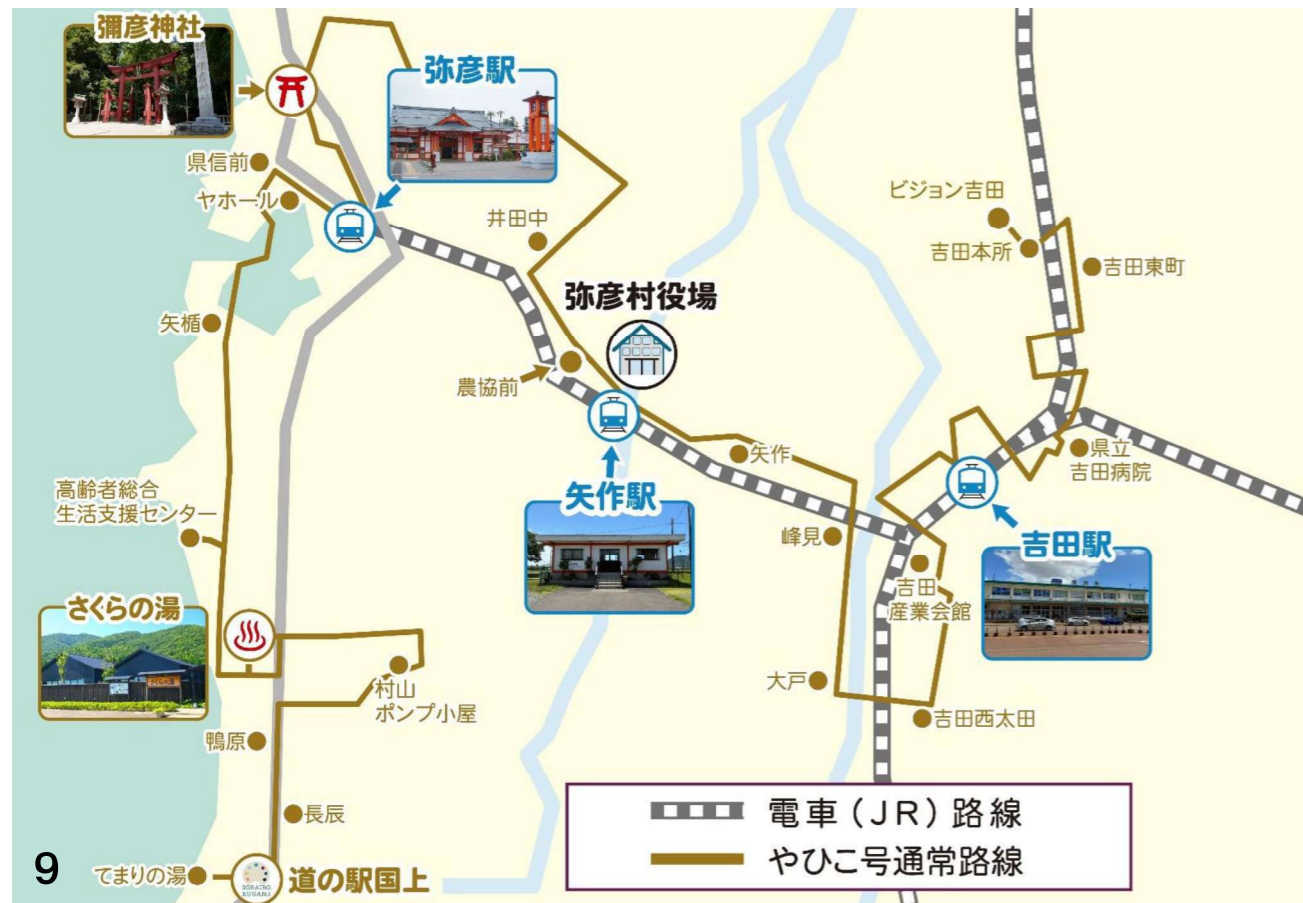 彌彦神社
弥彦駅
県信前
ヤホール
井田中
ビジョン吉田
吉田本所
吉田東町
弥彦村役場
矢楯
農協前
矢作
県立
吉田病院
高齢者総合
生活支援センター
矢作駅
峰見
吉田駅
吉田
産業会館
さくらの湯
村山
ポンプ小屋
大戸
吉田西太田
鴨原
長辰
てまりの湯
SORAIRO
KUGAMI
道の駅国上
電車(JR)路線
やひこ号通常路線
9